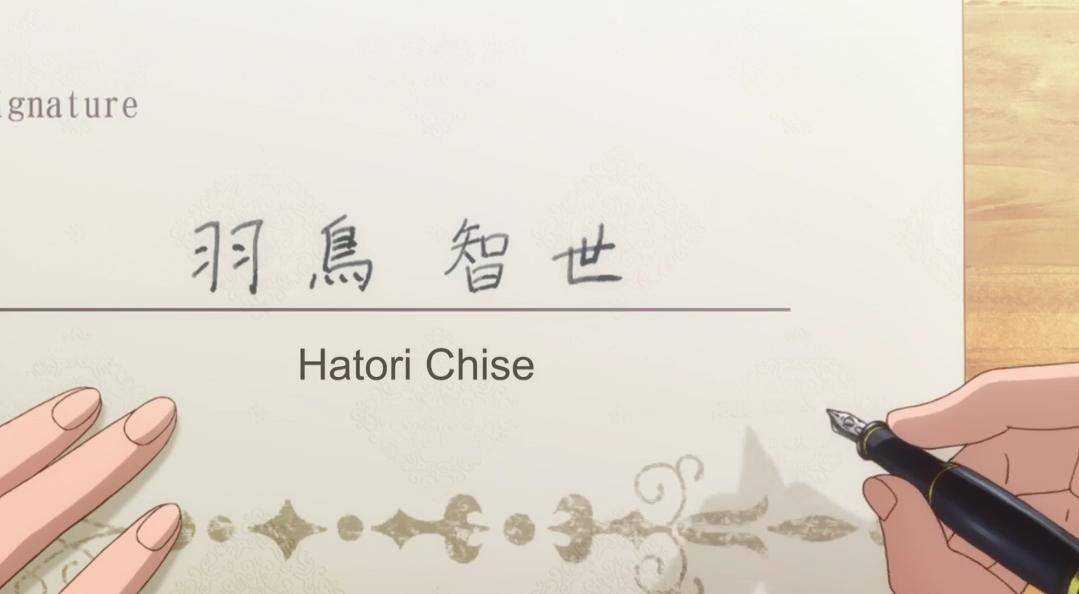 ignature
羽鳥 智世
Hatori Chise